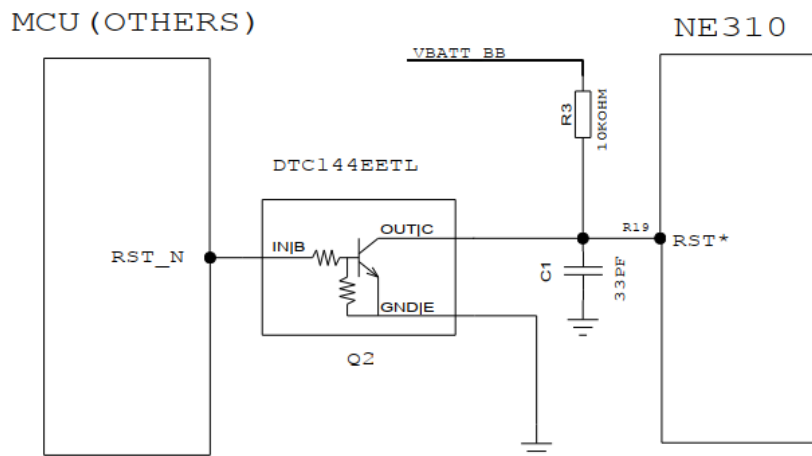 MCU(OTHERS)
NE310
VBATT_BB
R3
10KOHM
DTC144EETL
OUT|C
R19
RST*
RST_N
IN|B
C1
33PF
GND|E
Q2